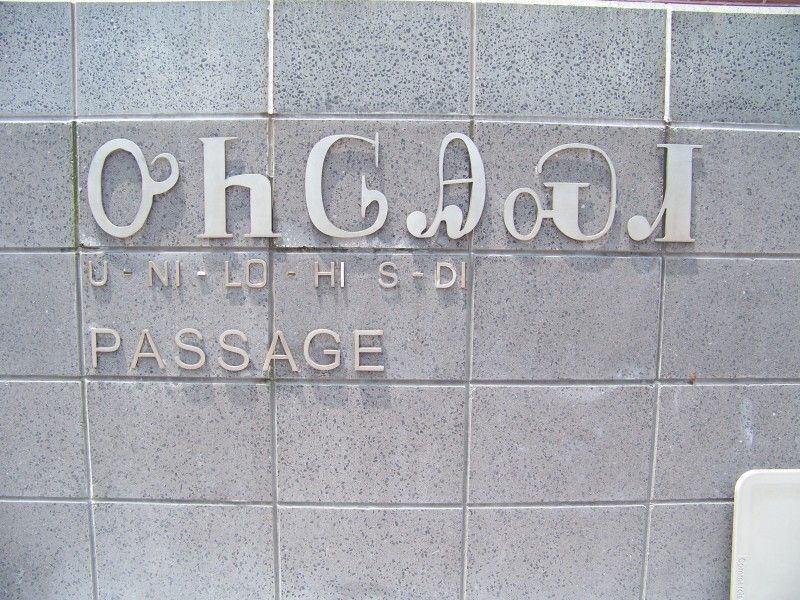 ᎤᏂᎶᎯᏍᏗ
U - NI - LO - HI S - DI
PASSAGE